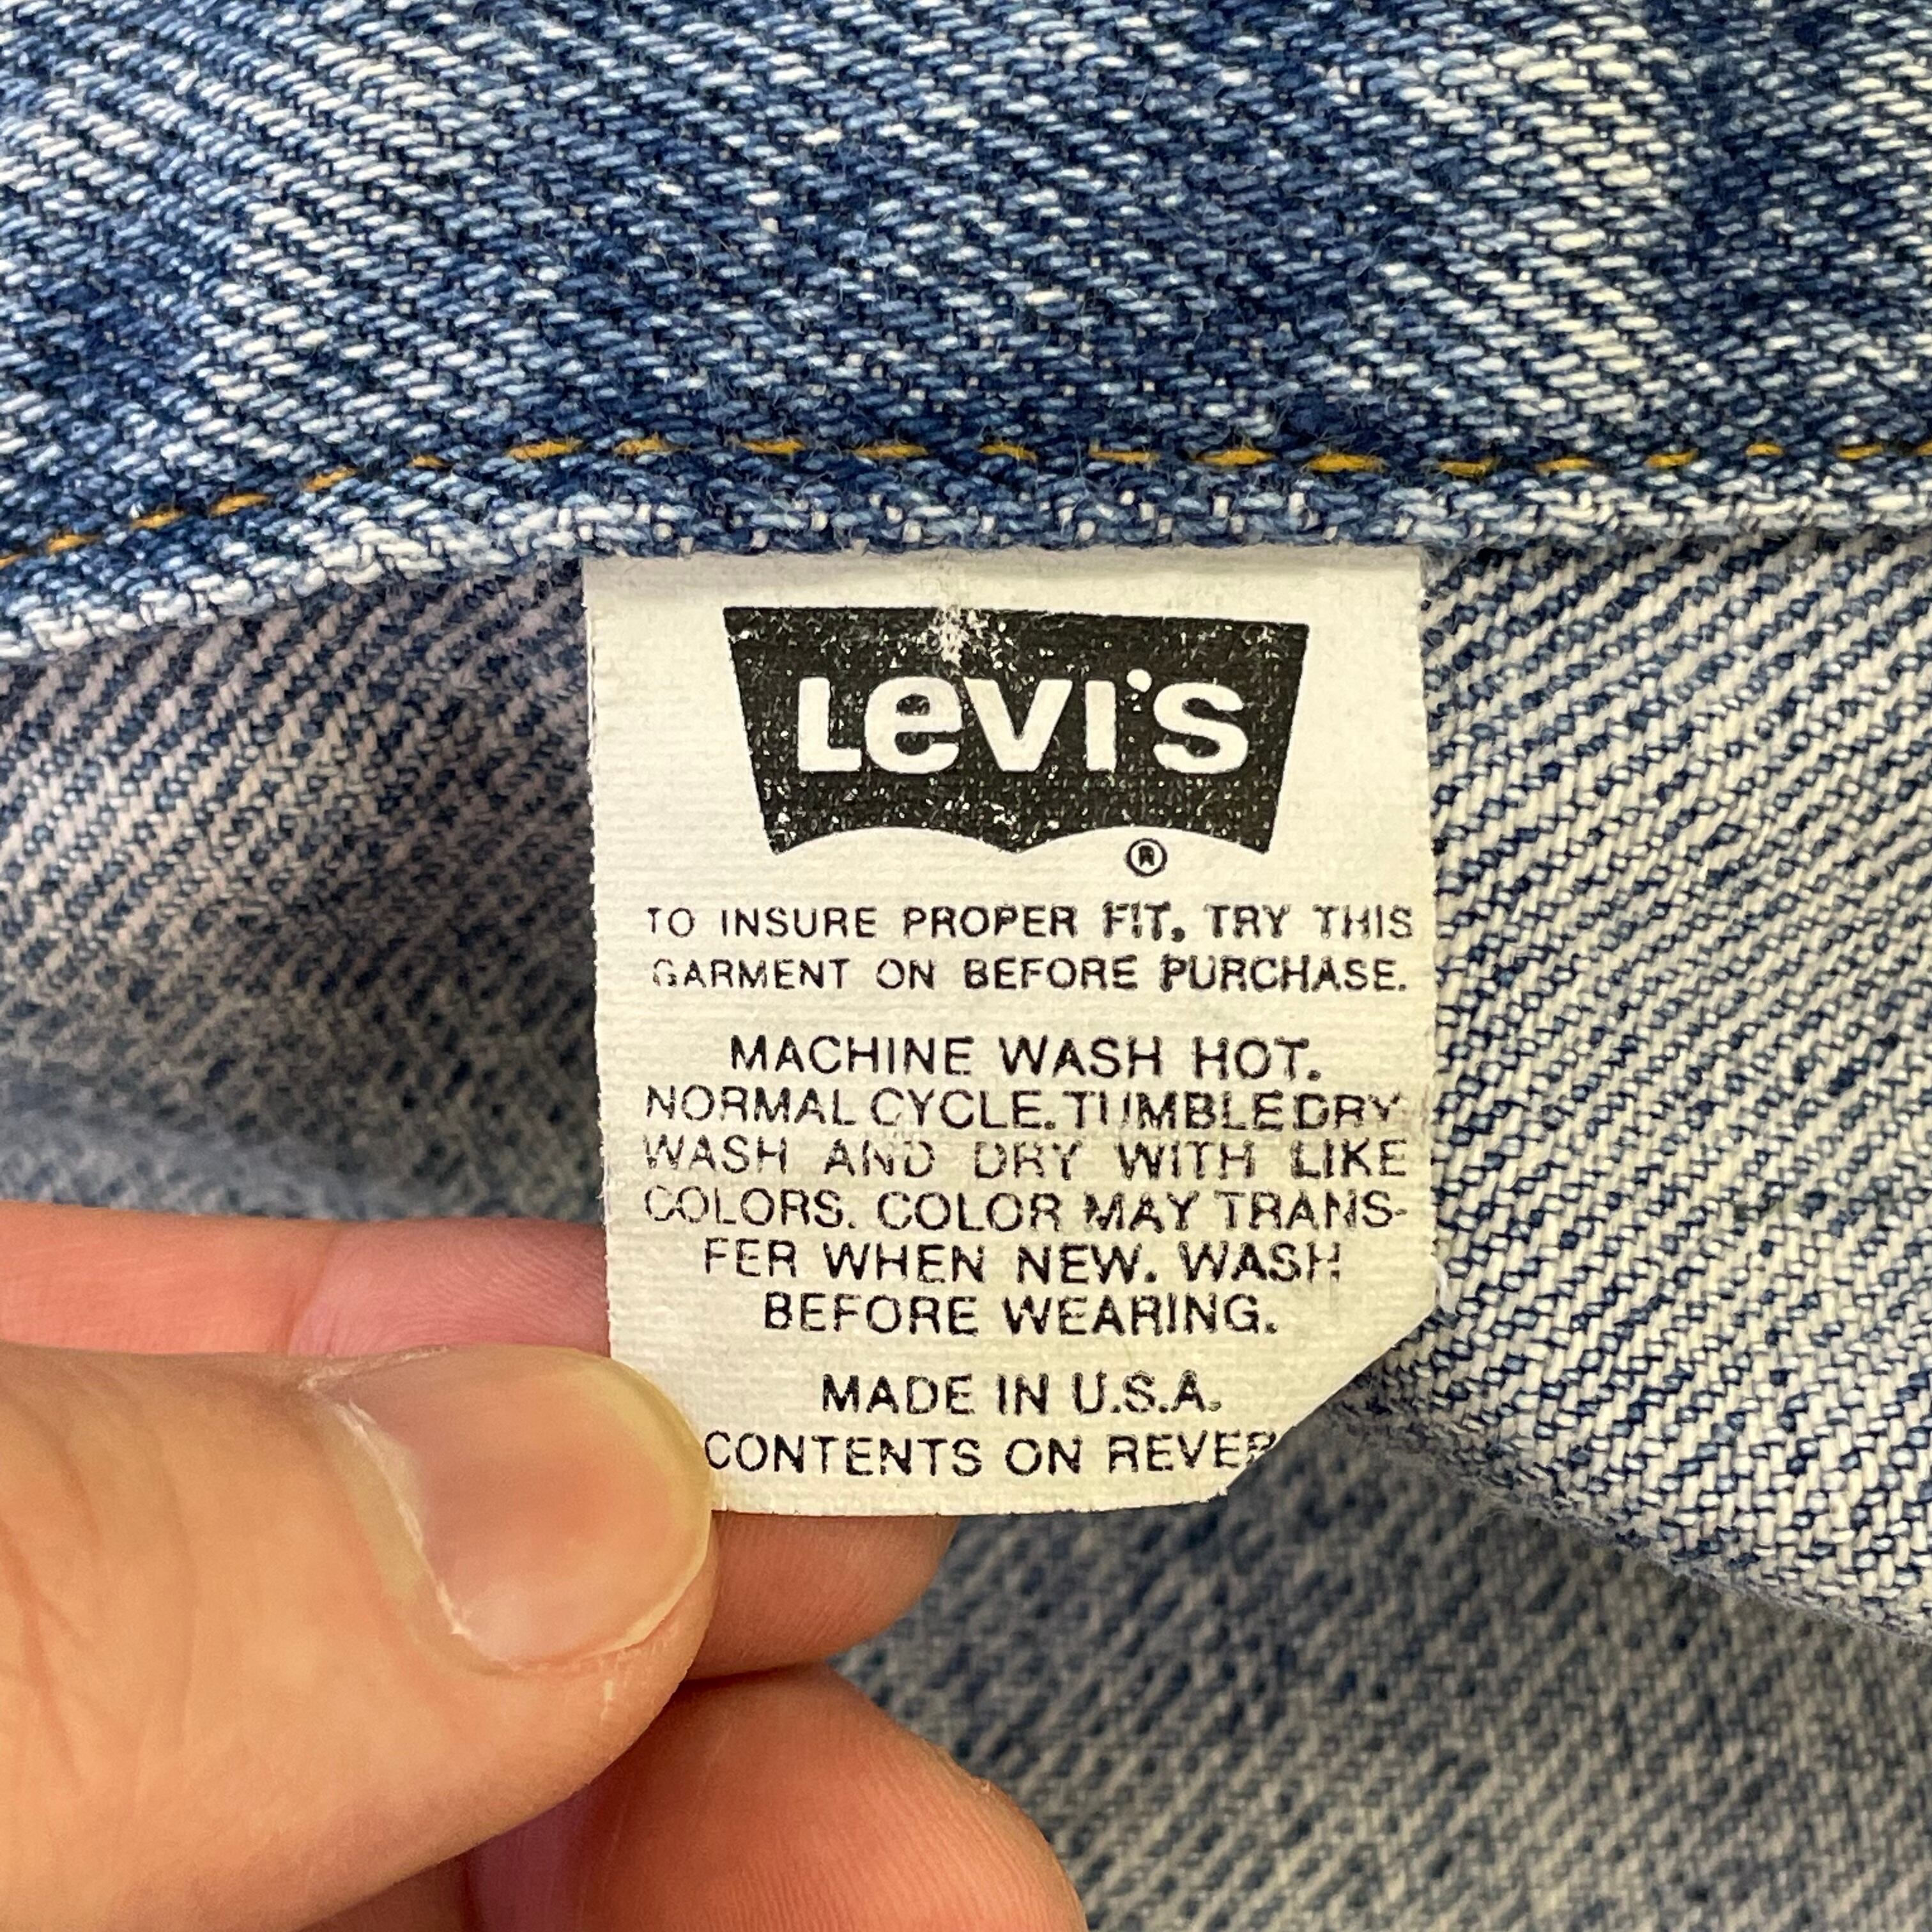 Levi's
®
TO INSURE PROPER FIT, TRY THIS
GARMENT ON BEFORE PURCHASE.
MACHINE WASH HOT.
NORMAL CYCLE. TUMBLE DRY
WASH AND DRY WITH LIKE
COLORS. COLOR MAY TRANS-
FER WHEN NEW. WASH
BEFORE WEARING.
MADE IN U.S.A.
CONTENTS ON